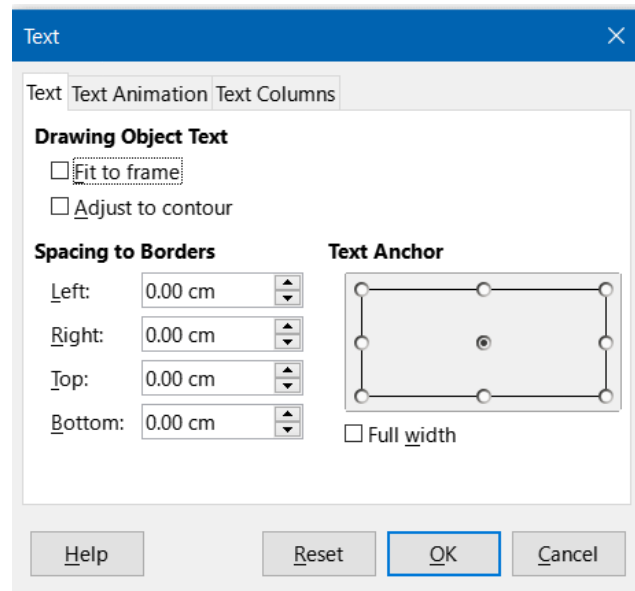 Text
Text Text Animation Text Columns
Drawing Object Text
Fit to frame
Adjust to contour
Spacing to Borders
Left: 0.00 cm
Right: 0.00 cm
Top: 0.00 cm
Bottom: 0.00 cm
Text Anchor
Full width
Help Reset OK Cancel